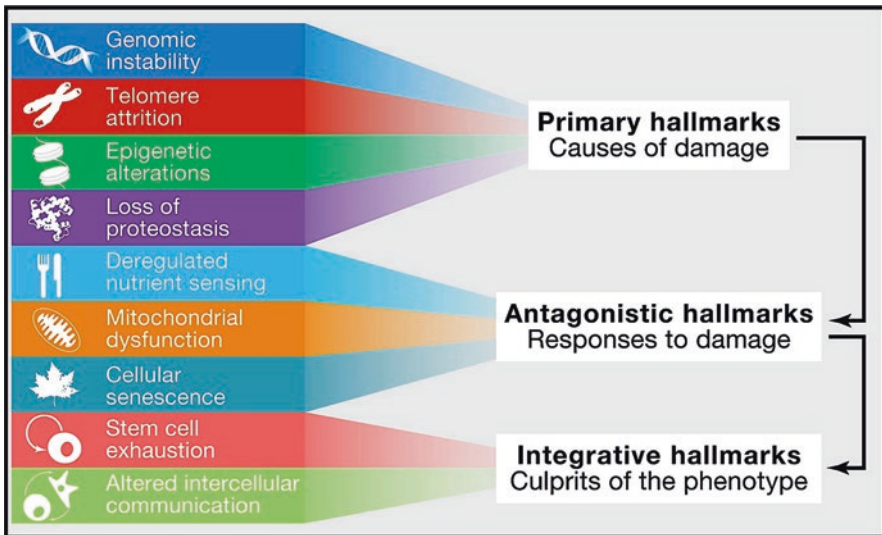 Genomic
instability
Telomere
attrition
Epigenetic
alterations
Loss of
proteostasis
Deregulated
nutrient sensing
Mitochondrial
dysfunction
Cellular
senescence
Stem cell
exhaustion
Altered intercellular
communication
Primary hallmarks
Causes of damage
Antagonistic hallmarks
Responses to damage
Integrative hallmarks
Culprits of the phenotype